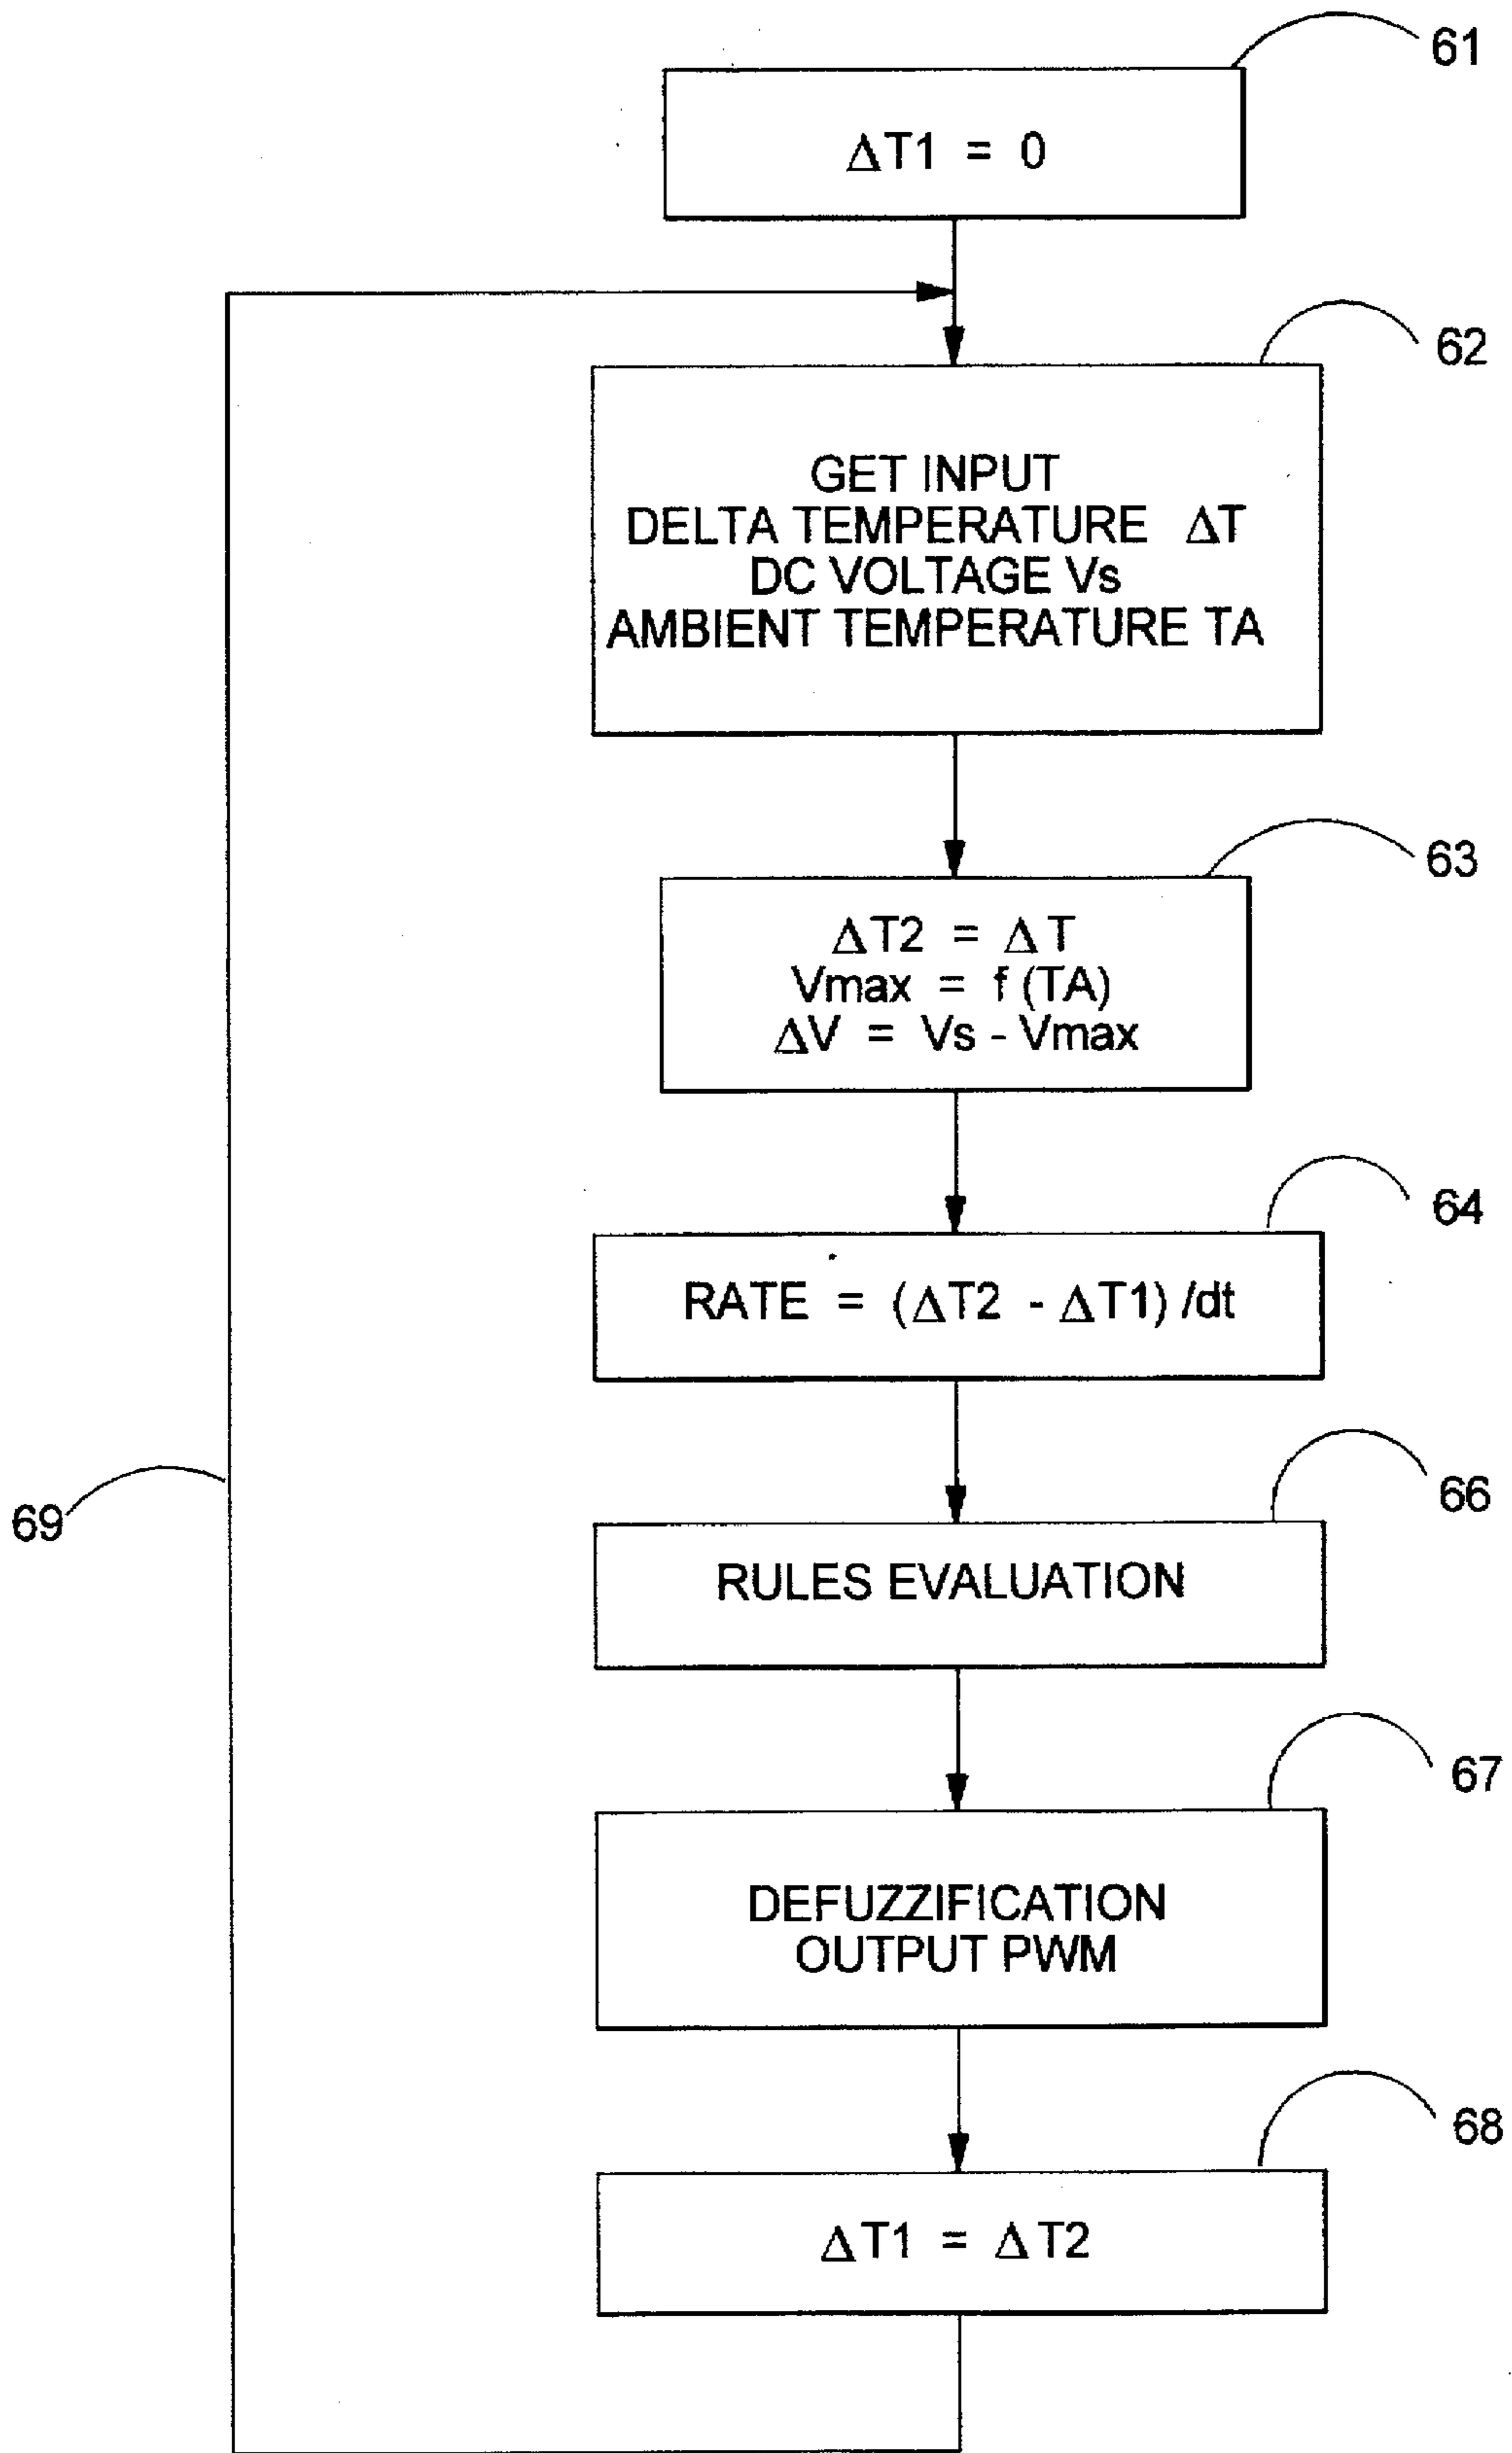 61
ΔT1 = 0
62
GET INPUT
DELTA TEMPERATURE ΔT
DC VOLTAGE Vs
AMBIENT TEMPERATURE TA
63
ΔT2 = ΔT
Vmax = f (TA)
ΔV = Vs - Vmax
64
RATE = (ΔT2 - ΔT1) /dt
66
69
RULES EVALUATION
67
DEFUZZIFICATION
OUTPUT PWM
68
ΔT1 = ΔT2